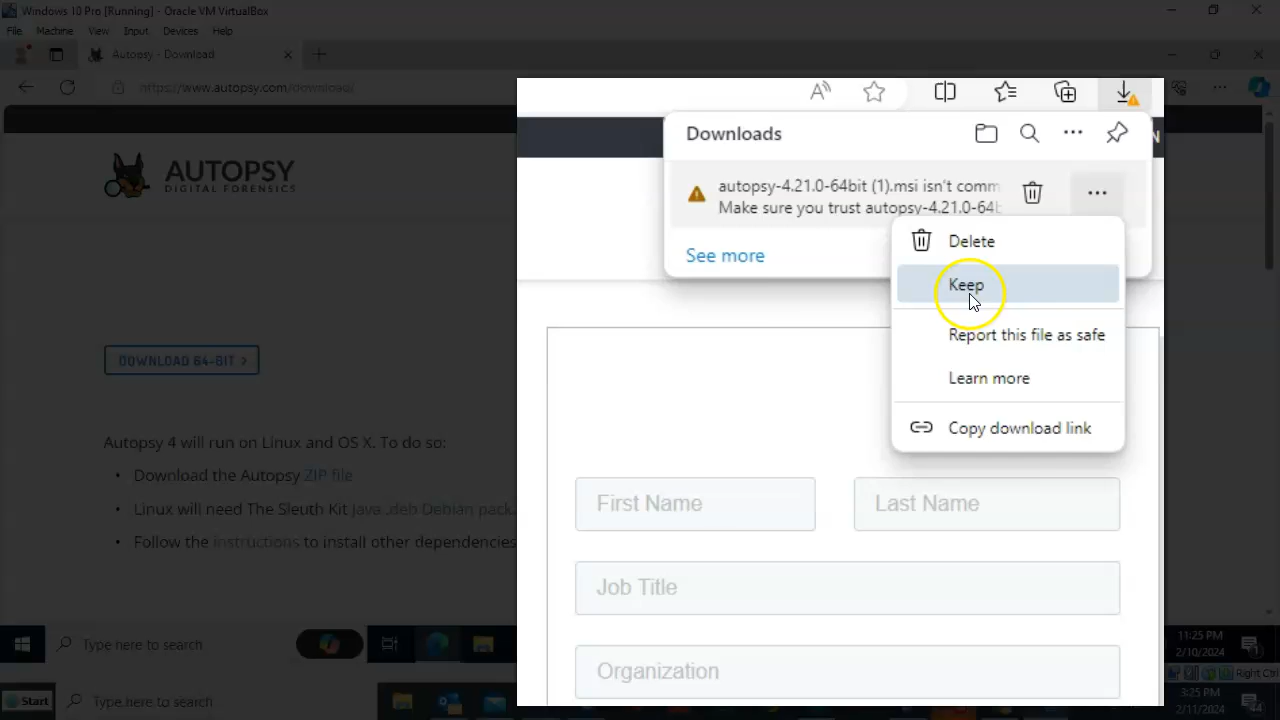 Windows 10 Pro [Running] - Oracle VM VirtualBox
File Machine View Input Devices Help
Autopsy - Download
https://www.autopsy.com/download/
AUTOPSY
DIGITAL FORENSICS
Downloads
N
autopsy-4.21.0-64bit (1).msi isn't comm
Make sure you trust autopsy-4.21.0-64b
See more
Delete
Keep
Report this file as safe
Learn more
Copy download link
DOWNLOAD 64-BIT >
Autopsy 4 will run on Linux and OS X. To do so:
• Download the Autopsy ZIP file
• Linux will need The Sleuth Kit java .deb Debian pack
• Follow the instructions to install other dependencies
First Name
Last Name
Job Title
Organization
Type here to search
11:25 PM
2/10/2024
1
Right Ctrl
Start
Type here to search
3:25 PM
2/11/2024
44